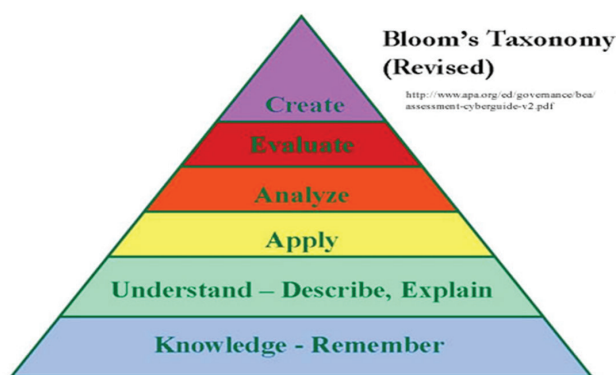 Bloom's Taxonomy
(Revised)
http://www.apa.org/ed/governance/bea/
assessment-cyberguide-v2.pdf
Create
Evaluate
Analyze
Apply
Understand – Describe, Explain
Knowledge - Remember